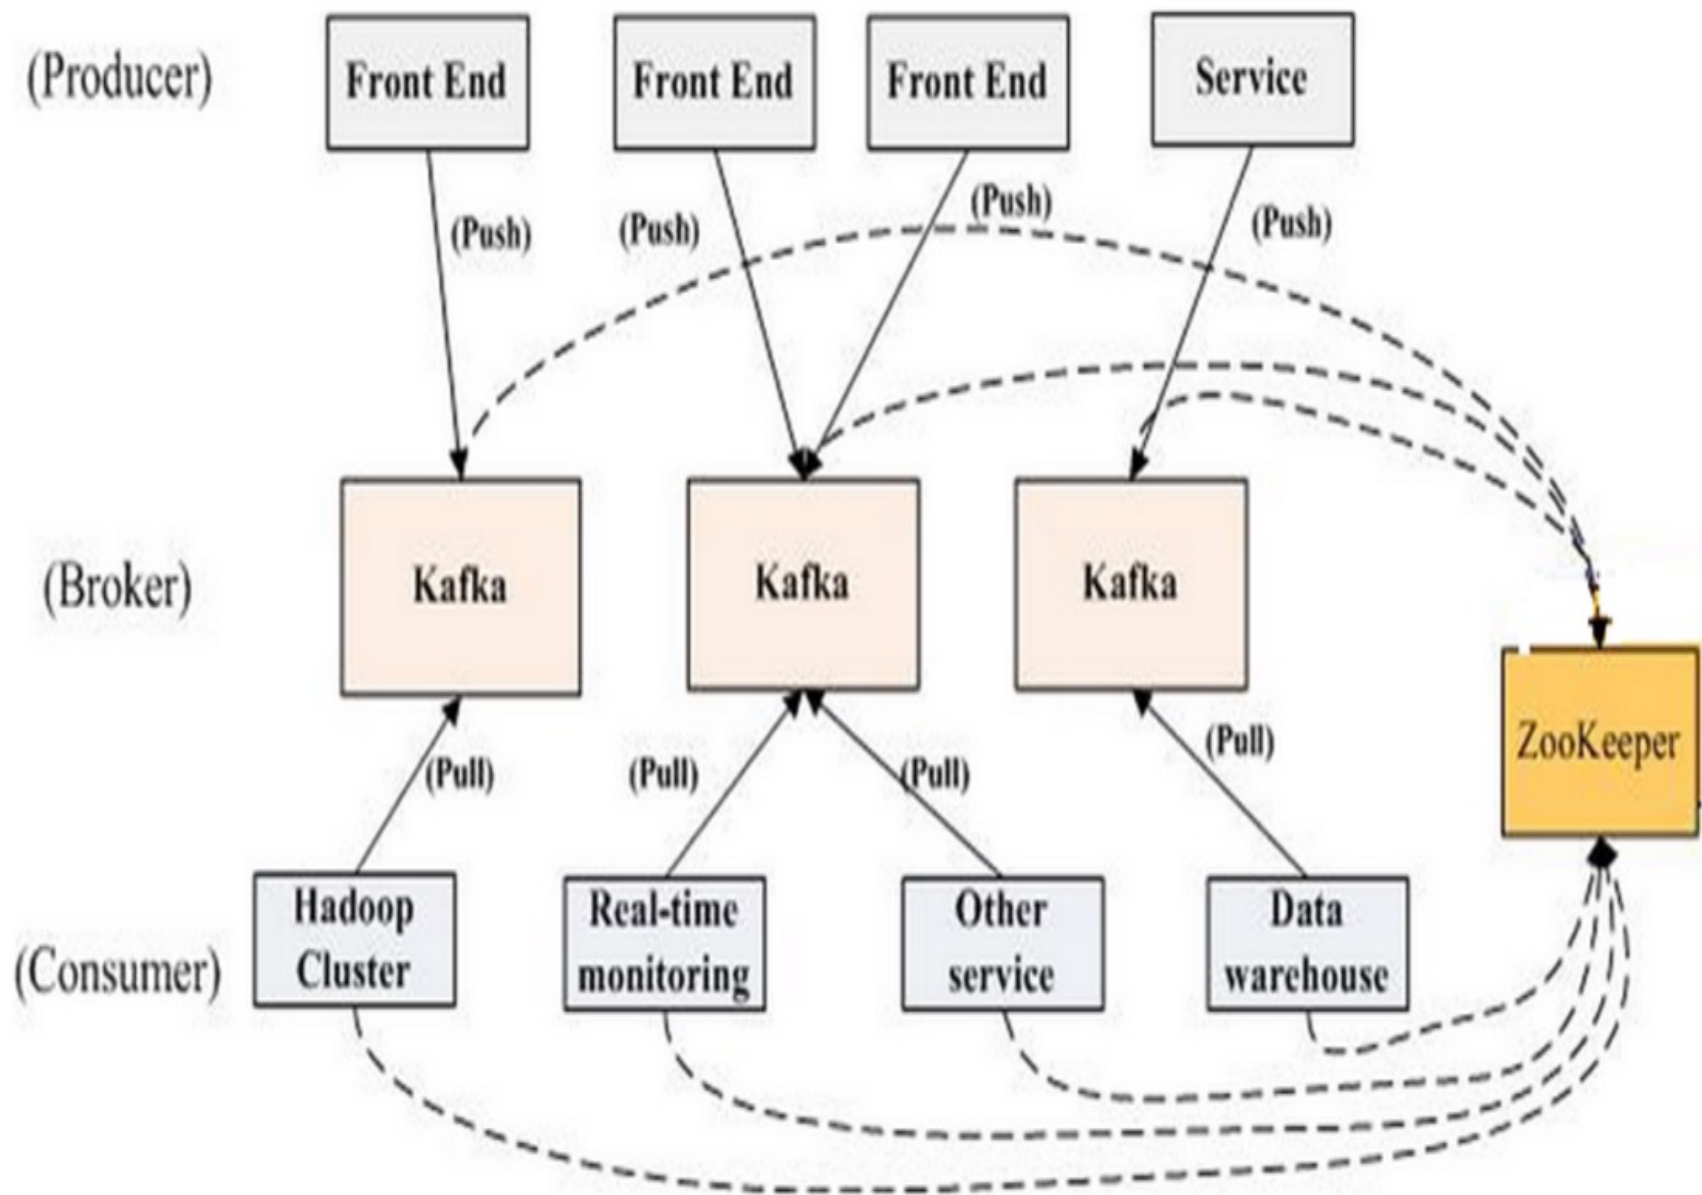 (Producer)
Front End
Front End
Front End
Service
(Push)
(Push)
(Push)
(Push)
(Broker)
Kafka
Kafka
Kafka
ZooKeeper
(Pull)
(Pull)
(Pull)
(Pull)
(Consumer)
Hadoop
Cluster
Real-time
monitoring
Other
service
Data
warehouse